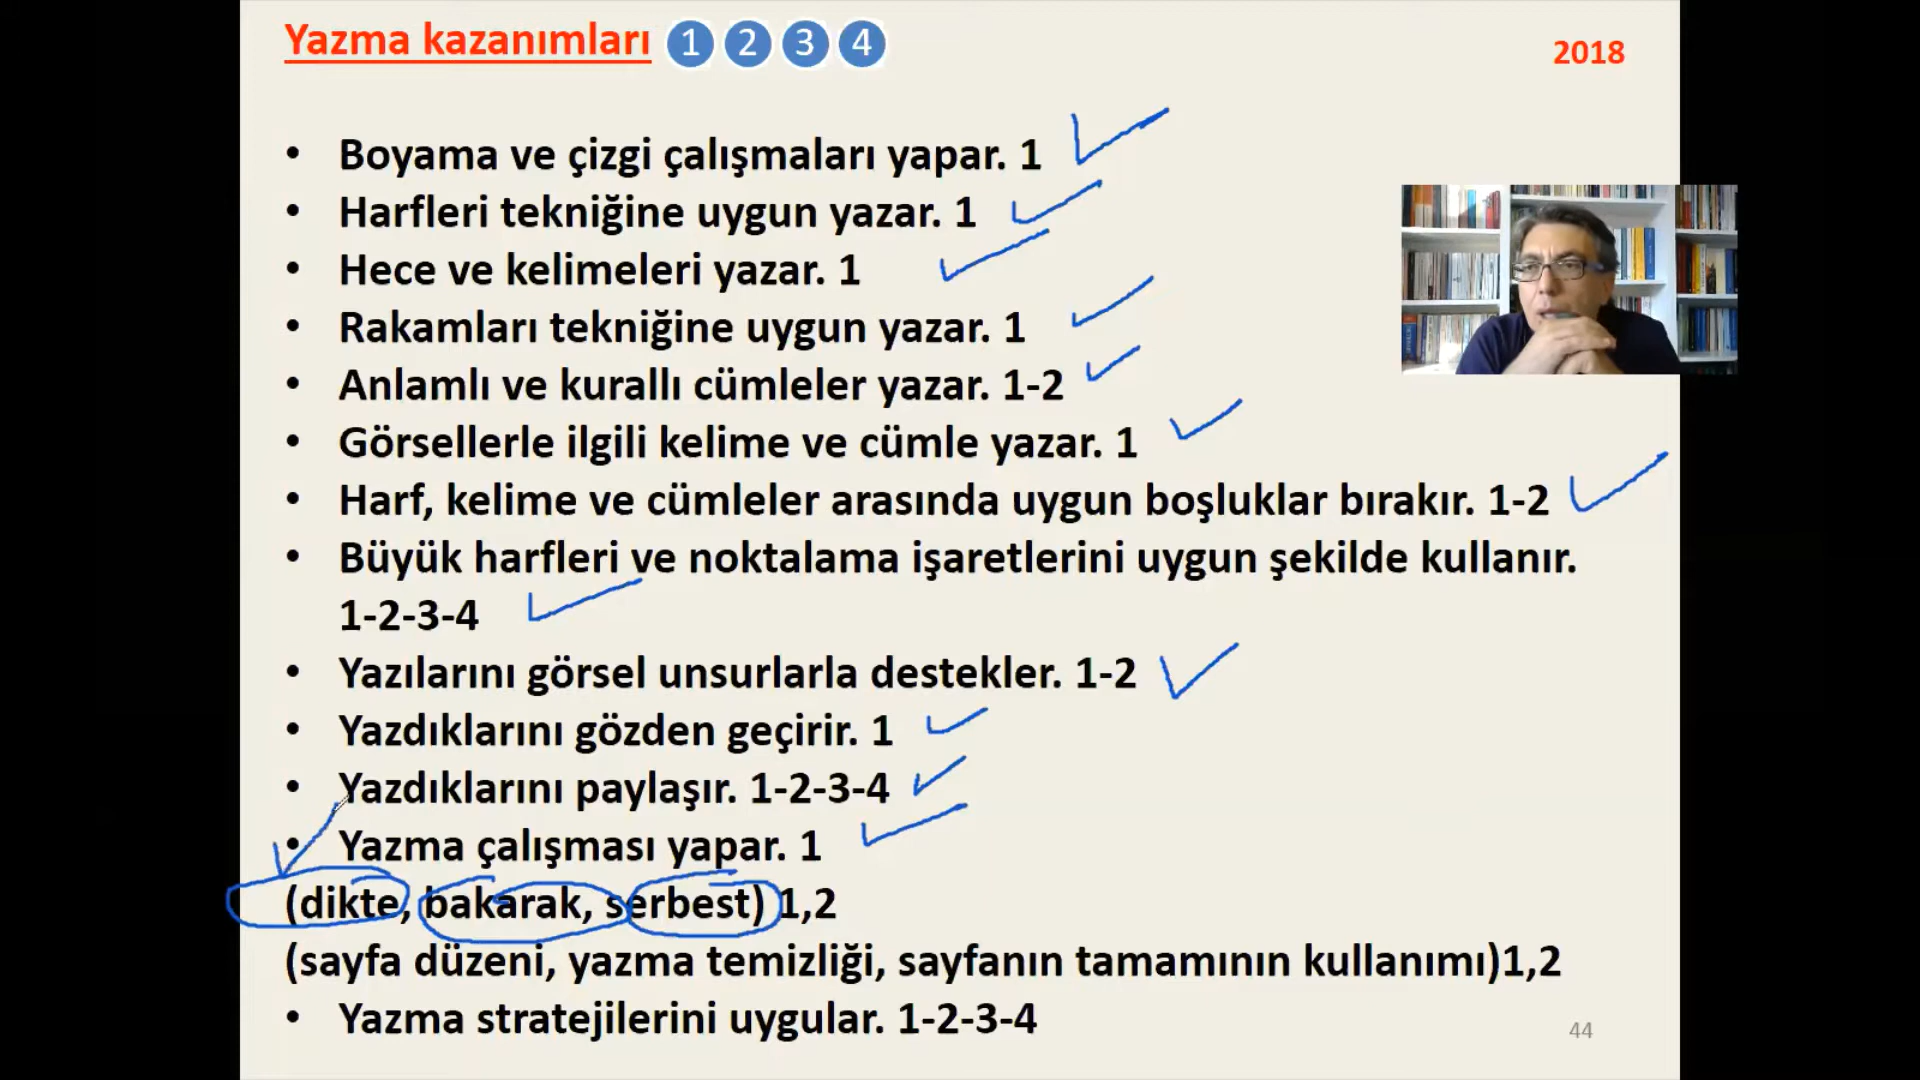 Yazma kazanımları 1 2 3 4
2018
• Boyama ve çizgi çalışmaları yapar. 1
• Harfleri tekniğine uygun yazar. 1
• Hece ve kelimeleri yazar. 1
• Rakamları tekniğine uygun yazar. 1
• Anlamlı ve kurallı cümleler yazar. 1-2
• Görsellerle ilgili kelime ve cümle yazar. 1
• Harf, kelime ve cümleler arasında uygun boşluklar bırakır. 1-2
• Büyük harfleri ve noktalama işaretlerini uygun şekilde kullanır.
1-2-3-4
• Yazılarını görsel unsurlarla destekler. 1-2
• Yazdıklarını gözden geçirir. 1
• Yazdıklarını paylaşır. 1-2-3-4
• Yazma çalışması yapar. 1
(dikte, bakarak, serbest) 1,2
(sayfa düzeni, yazma temizliği, sayfanın tamamının kullanımı)1,2
• Yazma stratejilerini uygular. 1-2-3-4
44